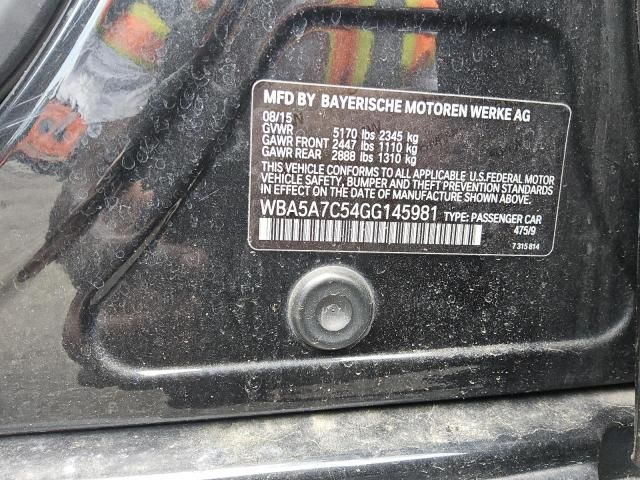 MFD BY BAYERISCHE MOTOREN WERKE AG
08/15
GVWR 5170 lbs 2345 kg
GAWR FRONT 2447 lbs 1110 kg
GAWR REAR 2888 lbs 1310 kg
THIS VEHICLE CONFORMS TO ALL APPLICABLE U.S.FEDERAL MOTOR
VEHICLE SAFETY, BUMPER AND THEFT PREVENTION STANDARDS
IN EFFECT ON THE DATE OF MANUFACTURE SHOWN ABOVE.
WBA5A7C54GG145981 TYPE: PASSENGER CAR
475/9
7 315 814